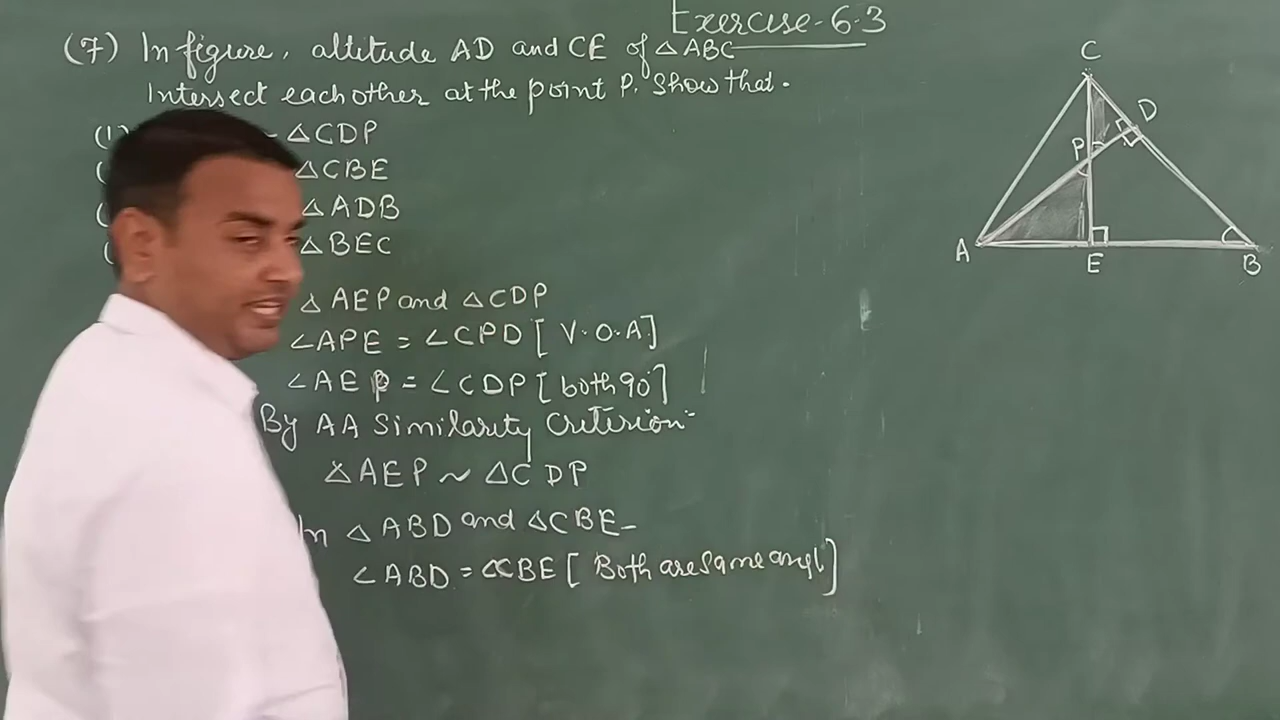 Exercise-6.3
(7) In figure, altitude AD and CE of △ABC
Intersect each other at the point P. Show that.
(1) ~ △CDP
△CBE
△ADB
△BEC
△AEP and △CDP
∠APE = ∠CPD [V.O.A]
∠AEP = ∠CDP [both 90°]
By AA Similarity Criterion-
△AEP ~ △CDP
In △ABD and △CBE-
∠ABD = ∠CBE [Both are same angl]
C
D
P
A
E
B